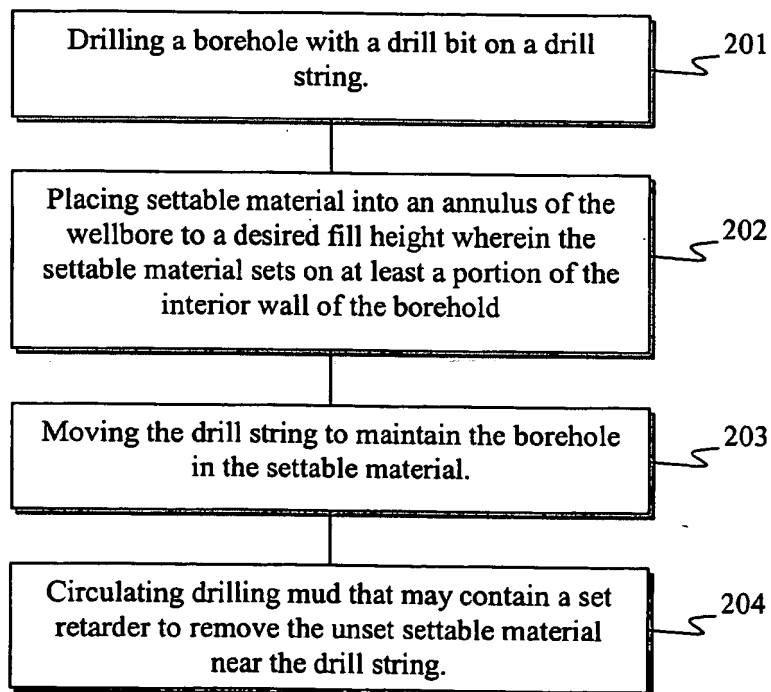 Drilling a borehole with a drill bit on a drill
string.
201
Placing settable material into an annulus of the
wellbore to a desired fill height wherein the
settable material sets on at least a portion of the
interior wall of the borehold
202
Moving the drill string to maintain the borehole
in the settable material.
203
Circulating drilling mud that may contain a set
retarder to remove the unset settable material
near the drill string.
204